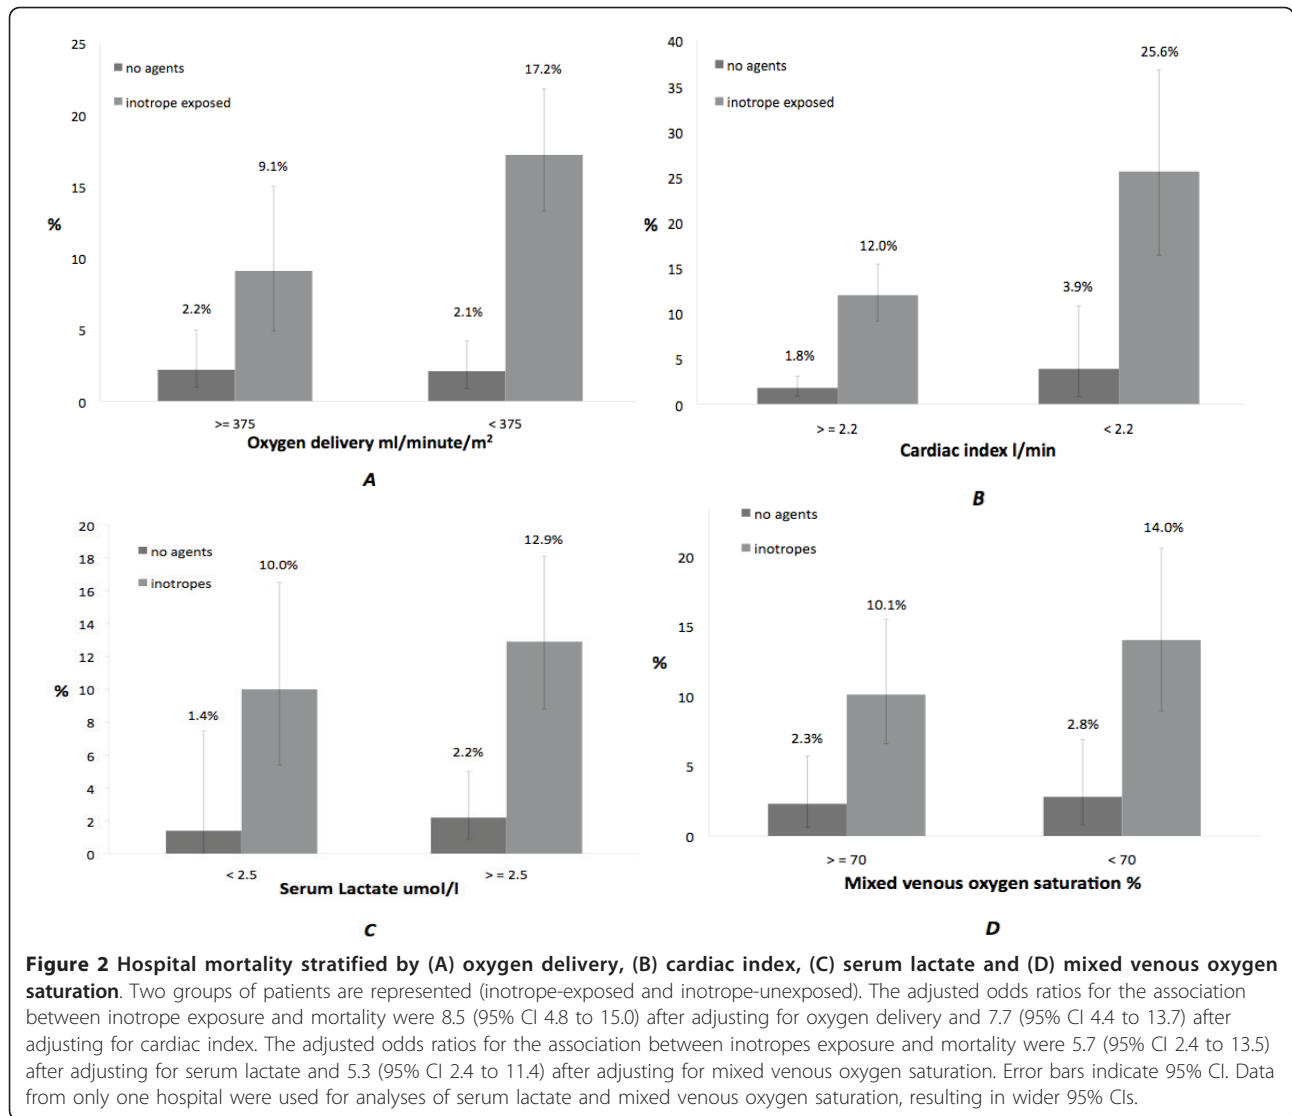 25
20
15
%
10
5
0
no agents
inotrope exposed
2.2%
9.1%
2.1%
17.2%
>= 375
< 375
Oxygen delivery ml/minute/m²
A
40
35
30
25
20
%
15
10
5
0
no agents
inotrope exposed
1.8%
12.0%
3.9%
25.6%
> = 2.2
< 2.2
Cardiac index l/min
B
20
18
16
14
12
% 10
8
6
4
2
0
no agents
inotropes
1.4%
10.0%
2.2%
12.9%
< 2.5
> = 2.5
Serum Lactate umol/l
C
20
15
%
10
5
0
no agents
inotropes
2.3%
10.1%
2.8%
14.0%
> = 70
< 70
Mixed venous oxygen saturation %
D
Figure 2 Hospital mortality stratified by (A) oxygen delivery, (B) cardiac index, (C) serum lactate and (D) mixed venous oxygen
saturation. Two groups of patients are represented (inotrope-exposed and inotrope-unexposed). The adjusted odds ratios for the association
between inotrope exposure and mortality were 8.5 (95% CI 4.8 to 15.0) after adjusting for oxygen delivery and 7.7 (95% CI 4.4 to 13.7) after
adjusting for cardiac index. The adjusted odds ratios for the association between inotropes exposure and mortality were 5.7 (95% CI 2.4 to 13.5)
after adjusting for serum lactate and 5.3 (95% CI 2.4 to 11.4) after adjusting for mixed venous oxygen saturation. Error bars indicate 95% CI. Data
from only one hospital were used for analyses of serum lactate and mixed venous oxygen saturation, resulting in wider 95% CIs.